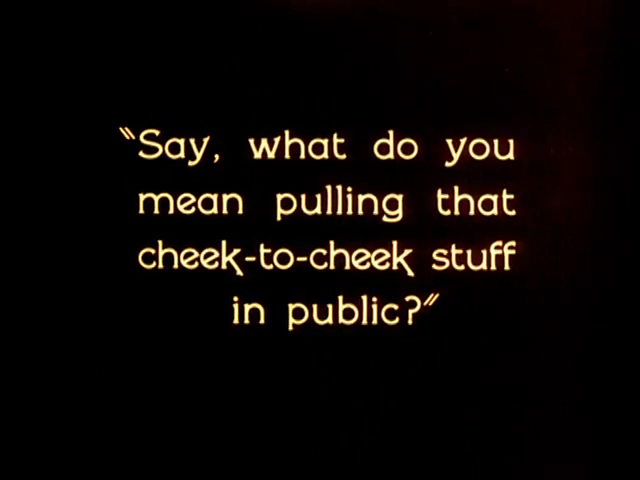 "Say, what do you
mean pulling that
cheek-to-cheek stuff
in public?"